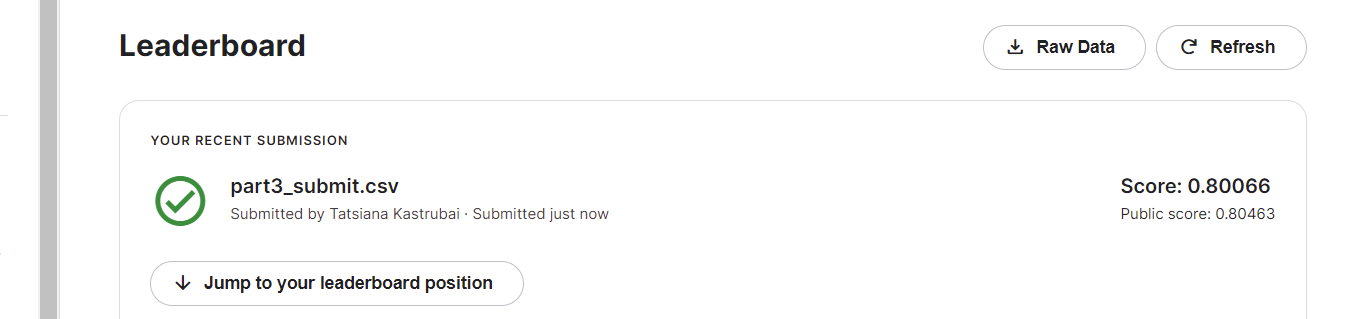 Leaderboard
Raw Data
Refresh
YOUR RECENT SUBMISSION
part3_submit.csv
Score: 0.80066
Submitted by Tatsiana Kastrubai · Submitted just now
Public score: 0.80463
Jump to your leaderboard position